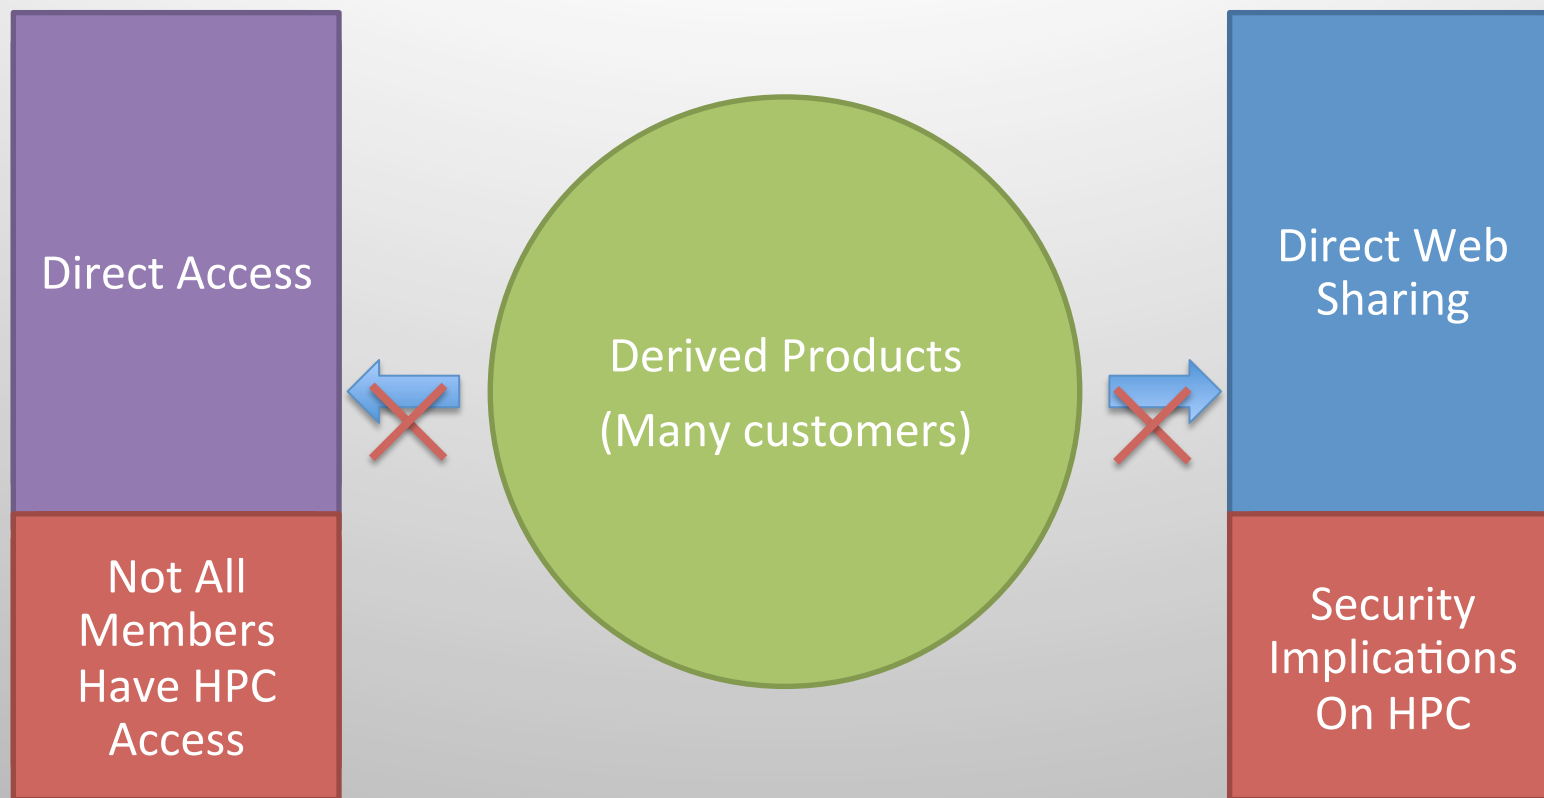 Direct Access
Not All
Members
Have HPC
Access
Derived Products
(Many customers)
Direct Web
Sharing
Security
Implications
On HPC